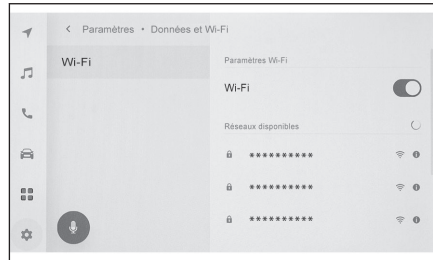 < Paramètres • Données et Wi-Fi
Wi-Fi
Paramètres Wi-Fi
Wi-Fi
Réseaux disponibles
**********
**********
**********